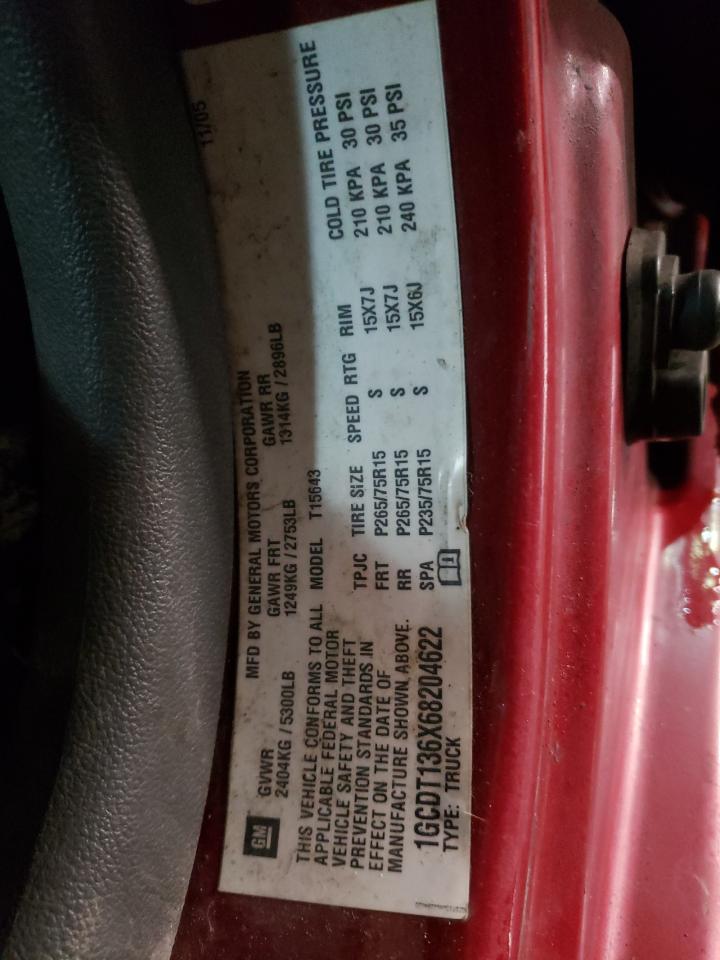 11/05
MFD BY GENERAL MOTORS CORPORATION
GM
GVWR GAWR FRT GAWR RR
2404KG / 5300LB 1249KG / 2753LB 1314KG / 2896LB
THIS VEHICLE CONFORMS TO ALL
APPLICABLE FEDERAL MOTOR
VEHICLE SAFETY AND THEFT
PREVENTION STANDARDS IN
EFFECT ON THE DATE OF
MANUFACTURE SHOWN ABOVE.
1GCDT136X68204622
TYPE: TRUCK
MODEL T15643
TPJC TIRE SIZE SPEED RTG RIM COLD TIRE PRESSURE
FRT P265/75R15 S 15X7J 210 KPA 30 PSI
RR P265/75R15 S 15X7J 210 KPA 30 PSI
SPA P235/75R15 S 15X6J 240 KPA 35 PSI